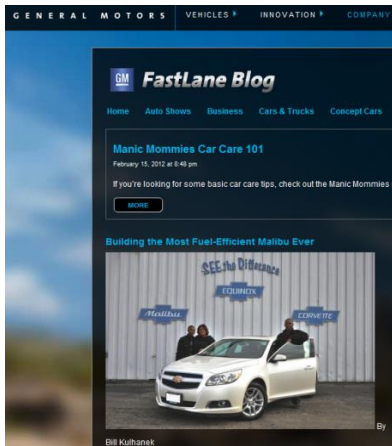 GENERAL MOTORS VEHICLES INNOVATION COMPANY
GM FastLane Blog
Home Auto Shows Business Cars & Trucks Concept Cars
Manic Mommies Car Care 101
February 15, 2012 at 8:48 pm
If you're looking for some basic car care tips, check out the Manic Mommies
MORE
Building the Most Fuel-Efficient Malibu Ever
SEE the Difference
EQUINOX
Malibu
CORVETTE
By
Bill Kulhanek